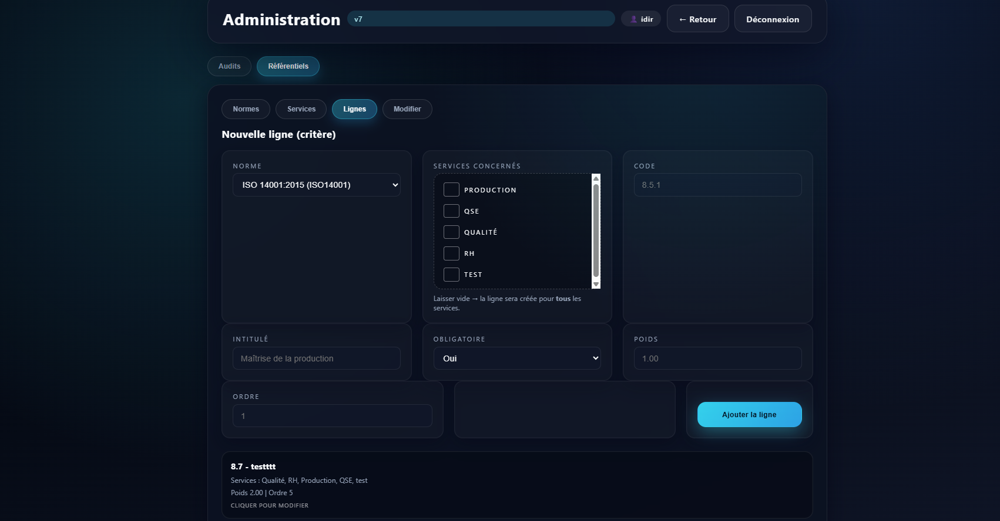 Administration
v7
idir
← Retour
Déconnexion
Audits
Référentiels
Normes
Services
Lignes
Modifier
Nouvelle ligne (critère)
NORME
ISO 14001:2015 (ISO14001)
SERVICES CONCERNÉS
PRODUCTION
QSE
QUALITÉ
RH
TEST
Laisser vide → la ligne sera créée pour tous les
services.
CODE
8.5.1
INTITULÉ
Maîtrise de la production
OBLIGATOIRE
Oui
POIDS
1.00
ORDRE
1
Ajouter la ligne
8.7 - testttt
Services : Qualité, RH, Production, QSE, test
Poids 2.00 | Ordre 5
CLIQUER POUR MODIFIER